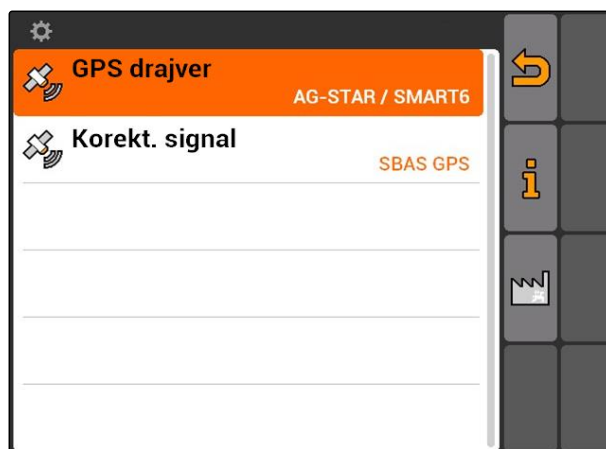 GPS drajver
AG-STAR / SMART6
Korekt. signal
SBAS GPS